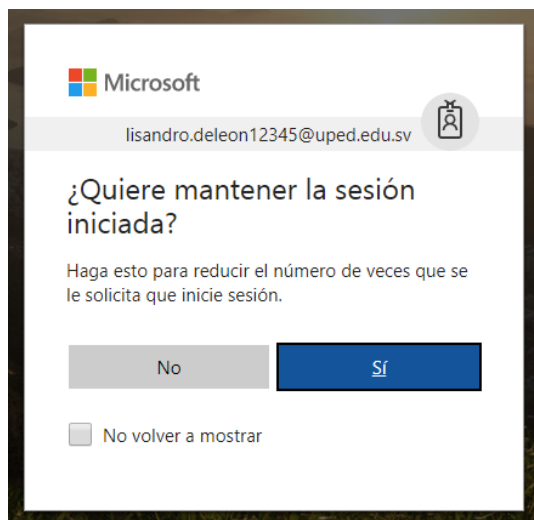 Microsoft
lisandro.deleon12345@uped.edu.sv
¿Quiere mantener la sesión
iniciada?
Haga esto para reducir el número de veces que se
le solicita que inicie sesión.
No
Sí
No volver a mostrar